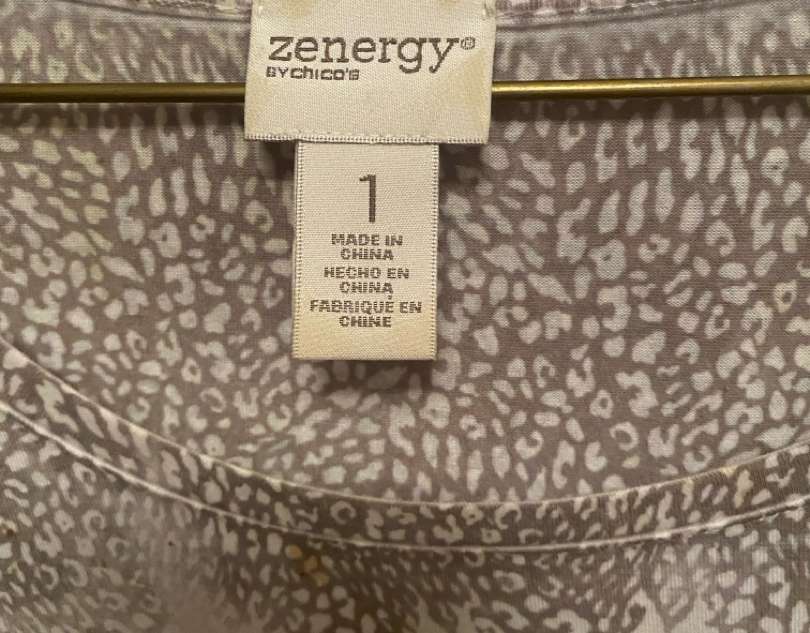 zenergy®
BY chico's
1
MADE IN
CHINA
HECHO EN
CHINA
FABRIQUÉ EN
CHINE